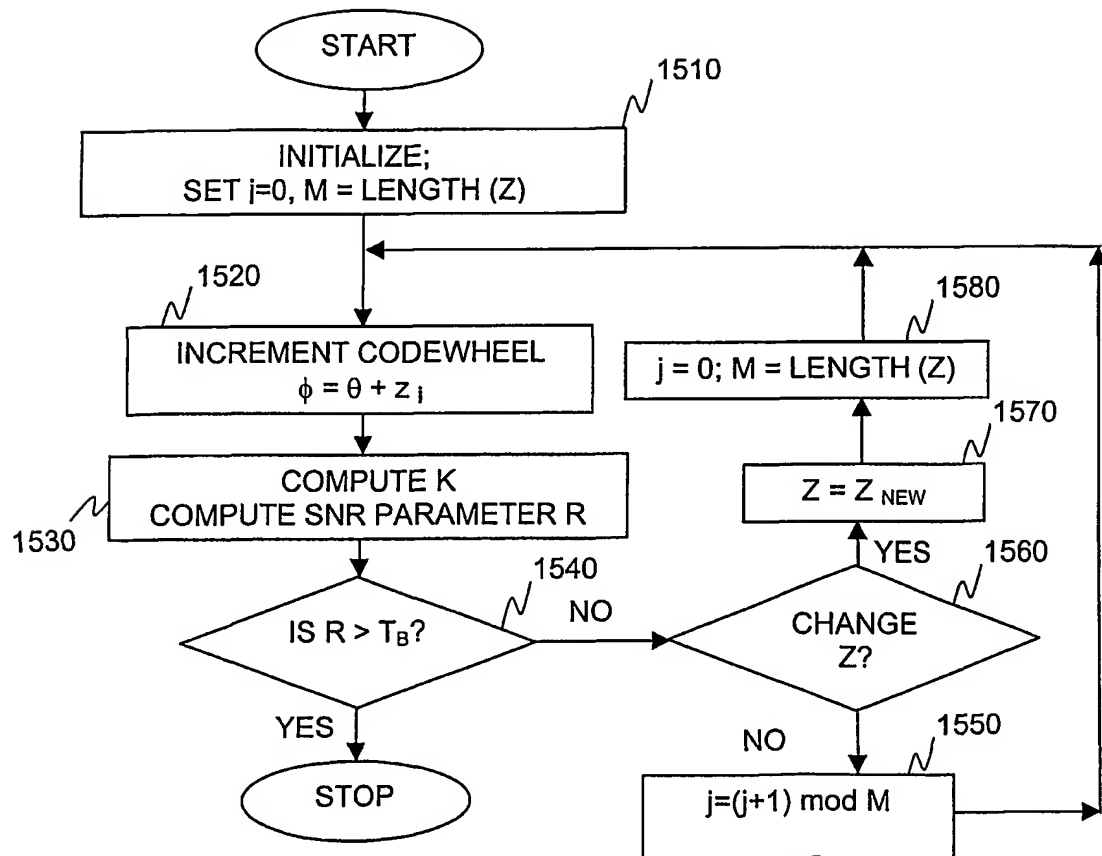 START
1510
INITIALIZE;
SET j=0, M = LENGTH (Z)
1520
INCREMENT CODEWHEEL
ϕ = θ + z j
1580
j = 0; M = LENGTH (Z)
1570
Z = Z NEW
COMPUTE K
COMPUTE SNR PARAMETER R
1530
YES
1560
1540
IS R > TB?
NO
CHANGE
Z?
YES
STOP
NO
1550
j=(j+1) mod M